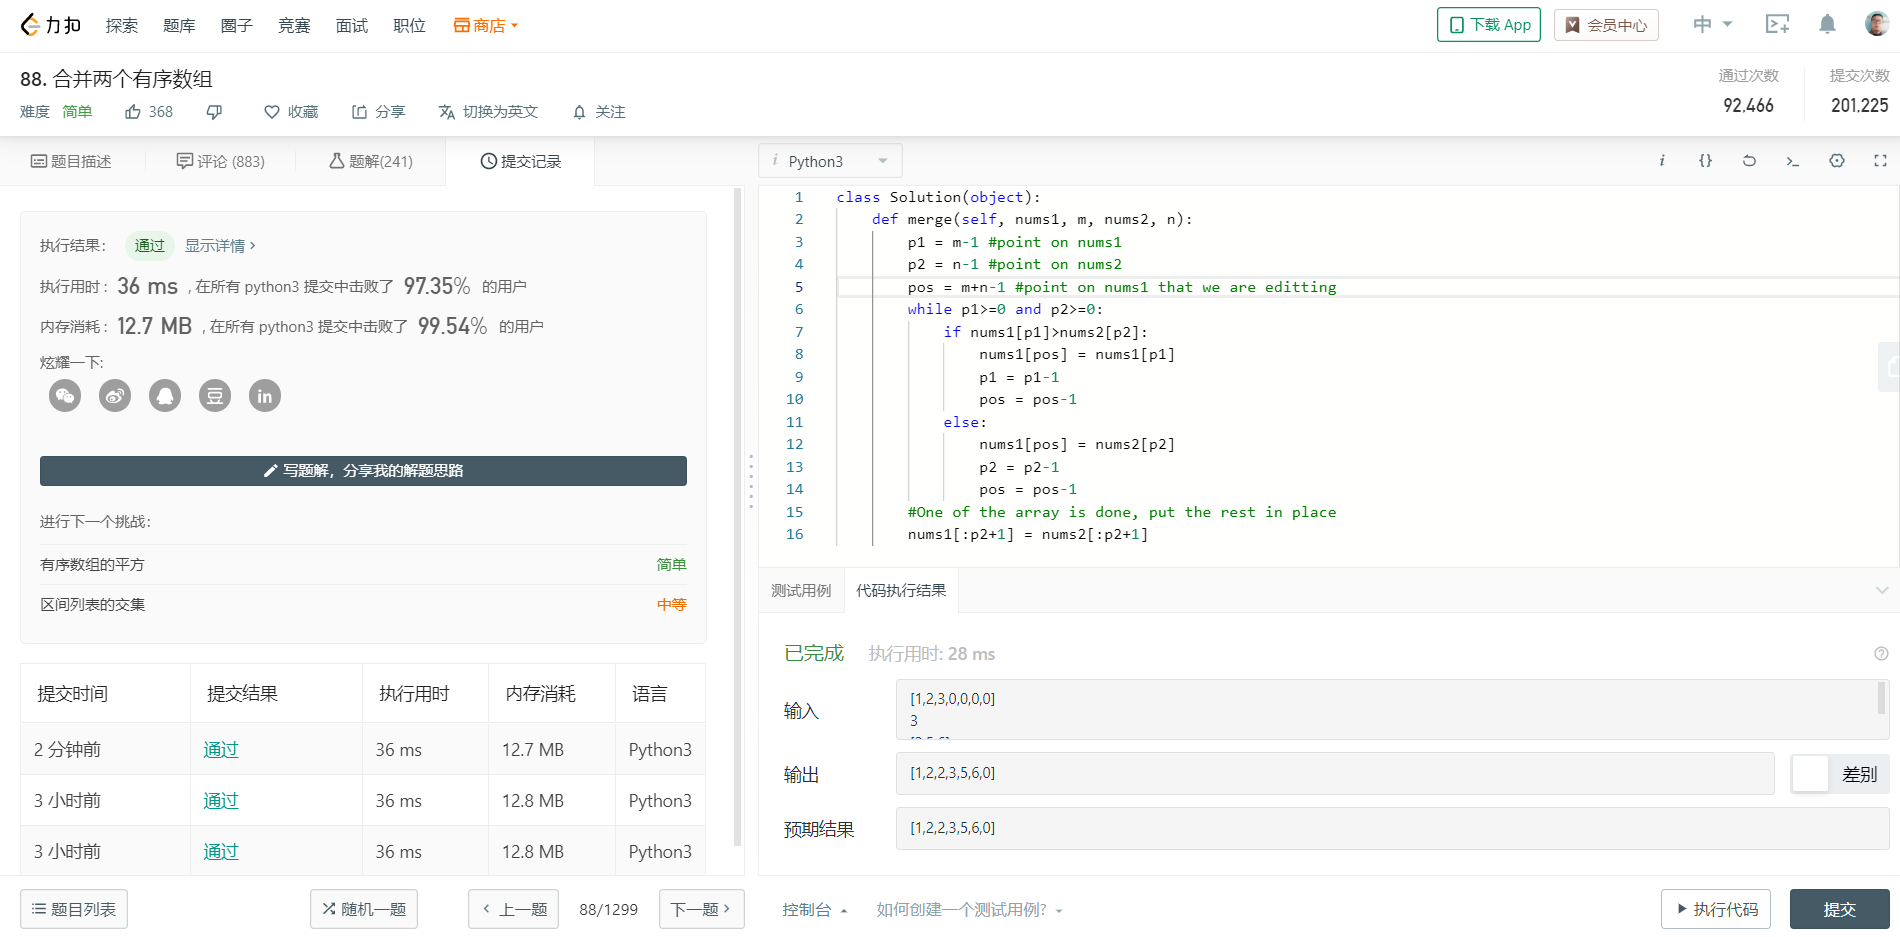 力扣 探索 题库 圈子 竞赛 面试 职位 商店 下载 App 会员中心 中
88. 合并两个有序数组
难度 简单 368 收藏 分享 切换为英文 关注
通过次数 提交次数
92,466 201,225
题目描述 评论 (883) 题解(241) 提交记录
执行结果： 通过 显示详情 ›
执行用时 : 36 ms , 在所有 python3 提交中击败了 97.35% 的用户
内存消耗 : 12.7 MB , 在所有 python3 提交中击败了 99.54% 的用户
炫耀一下:
豆 in
写题解，分享我的解题思路
进行下一个挑战：
有序数组的平方 简单
区间列表的交集 中等
提交时间 提交结果 执行用时 内存消耗 语言
2 分钟前 通过 36 ms 12.7 MB Python3
3 小时前 通过 36 ms 12.8 MB Python3
3 小时前 通过 36 ms 12.8 MB Python3
题目列表 随机一题 ‹ 上一题 88/1299 下一题 ›
i Python3 i {}
1 class Solution(object):
2 def merge(self, nums1, m, nums2, n):
3 p1 = m-1 #point on nums1
4 p2 = n-1 #point on nums2
5 pos = m+n-1 #point on nums1 that we are editting
6 while p1>=0 and p2>=0:
7 if nums1[p1]>nums2[p2]:
8 nums1[pos] = nums1[p1]
9 p1 = p1-1
10 pos = pos-1
11 else:
12 nums1[pos] = nums2[p2]
13 p2 = p2-1
14 pos = pos-1
15 #One of the array is done, put the rest in place
16 nums1[:p2+1] = nums2[:p2+1]
测试用例 代码执行结果
已完成 执行用时: 28 ms
输入
[1,2,3,0,0,0,0]
3
输出 [1,2,2,3,5,6,0] 差别
预期结果 [1,2,2,3,5,6,0]
控制台 如何创建一个测试用例? 执行代码 提交